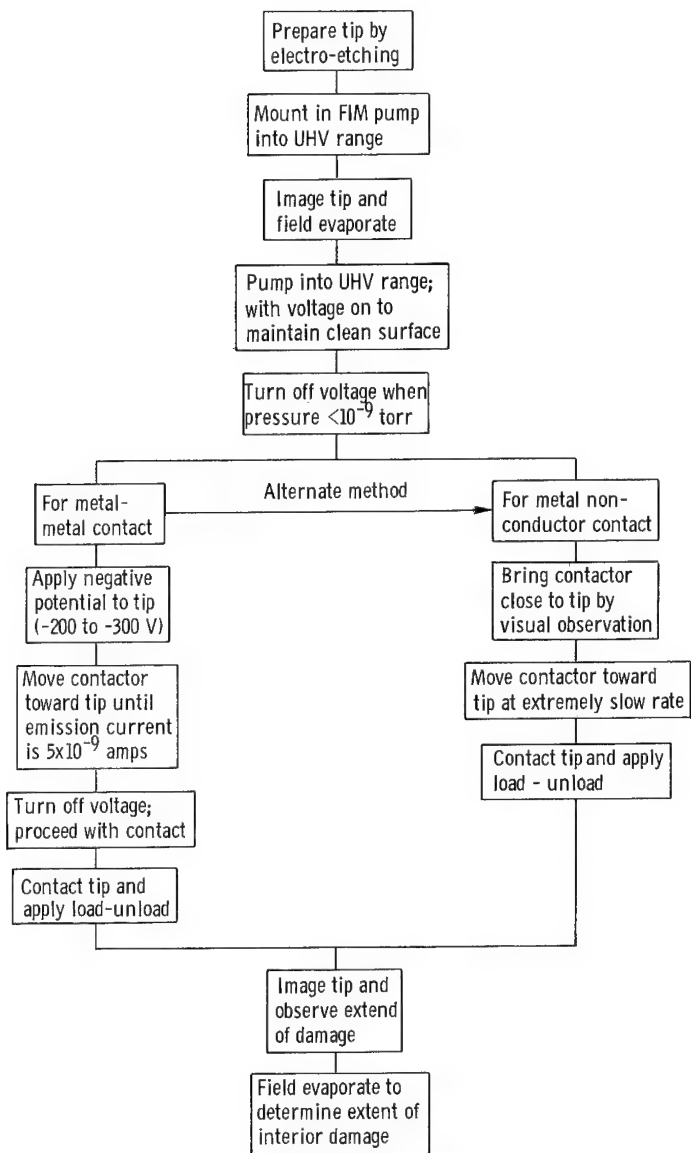 Prepare tip by
electro-etching
Mount in FIM pump
into UHV range
Image tip and
field evaporate
Pump into UHV range;
with voltage on to
maintain clean surface
Turn off voltage when
pressure <10⁻⁹ torr
For metal-
metal contact
Apply negative
potential to tip
(-200 to -300 V)
Move contactor
toward tip until
emission current
is 5x10⁻⁹ amps
Turn off voltage;
proceed with contact
Contact tip and
apply load-unload
Alternate method
For metal non-
conductor contact
Bring contactor
close to tip by
visual observation
Move contactor toward
tip at extremely slow rate
Contact tip and apply
load - unload
Image tip and
observe extend
of damage
Field evaporate to
determine extent of
interior damage